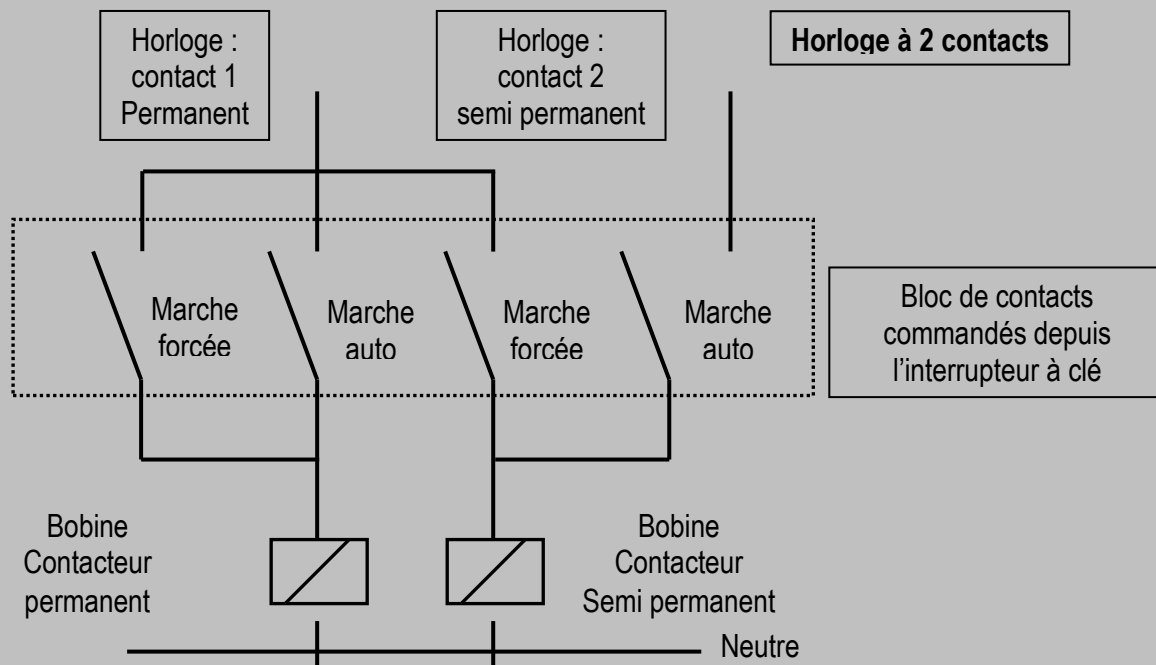 Horloge :
contact 1
Permanent
Horloge :
contact 2
semi permanent
Horloge à 2 contacts
Marche
forcée
Marche
auto
Marche
forcée
Marche
auto
Bloc de contacts
commandés depuis
l’interrupteur à clé
Bobine
Contacteur
permanent
Bobine
Contacteur
Semi permanent
Neutre